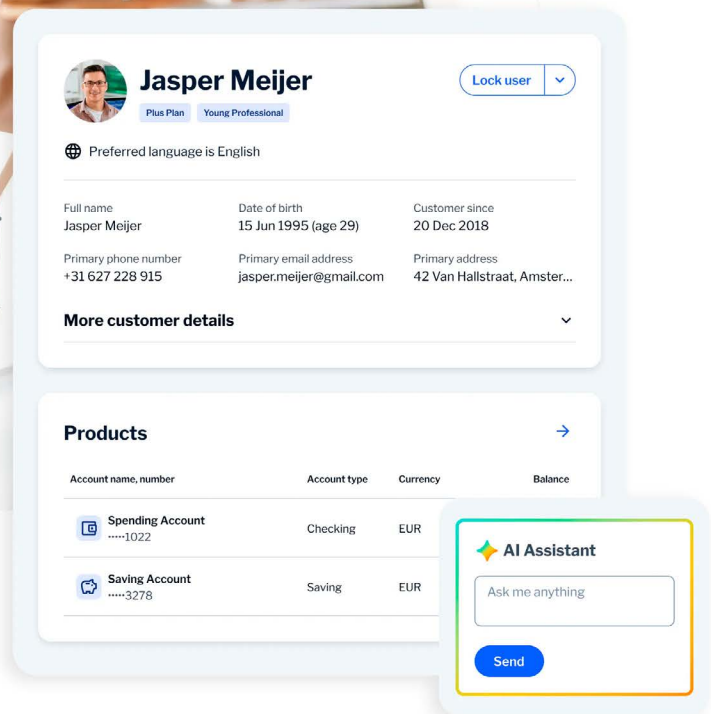 Jasper Meijer
Lock user
Plus Plan Young Professional
Preferred language is English
Full name Date of birth Customer since
Jasper Meijer 15 Jun 1995 (age 29) 20 Dec 2018
Primary phone number Primary email address Primary address
+31 627 228 915 jasper.meijer@gmail.com 42 Van Hallstraat, Amster...
More customer details
Products
Account name, number Account type Currency Balance
Spending Account
•••••1022
Checking EUR
Saving Account
•••••3278
Saving EUR
AI Assistant
Ask me anything
Send